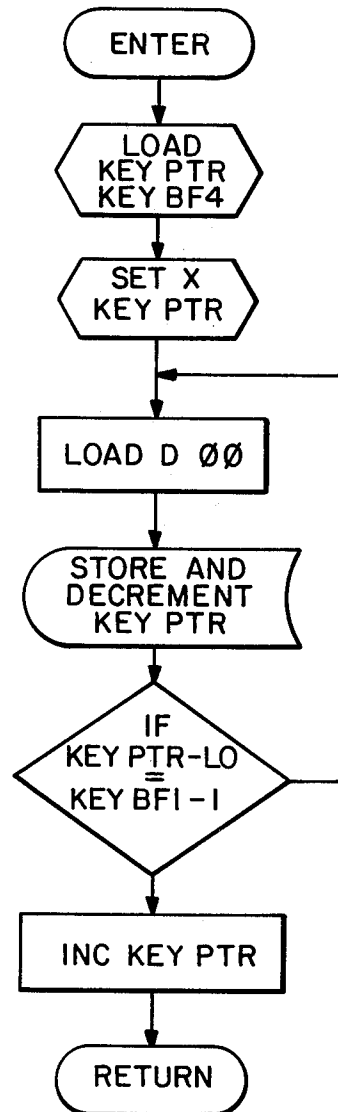 ENTER
LOAD
KEY PTR
KEY BF4
SET X
KEY PTR
LOAD D ØØ
STORE AND
DECREMENT
KEY PTR
IF
KEY PTR-LO
=
KEY BF1-1
INC KEY PTR
RETURN